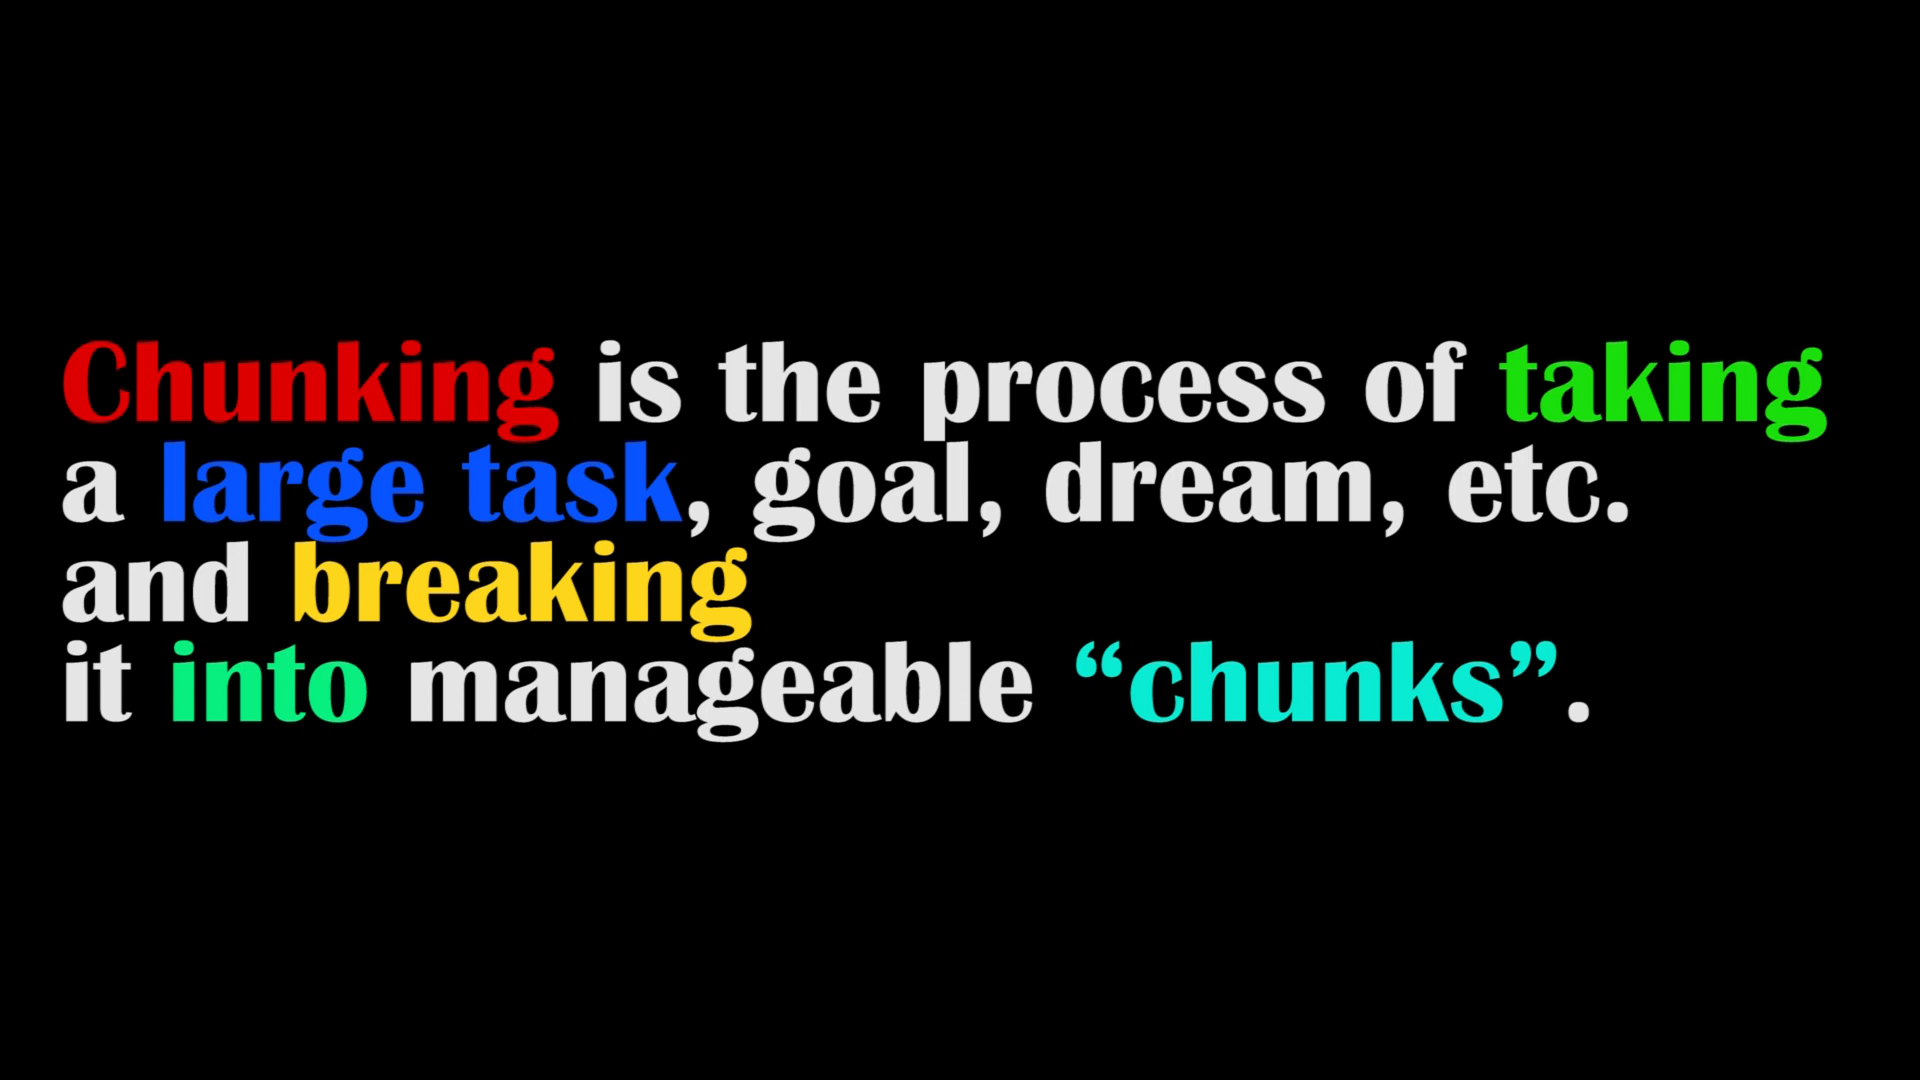 Chunking is the process of taking
a large task, goal, dream, etc.
and breaking
it into manageable “chunks”.